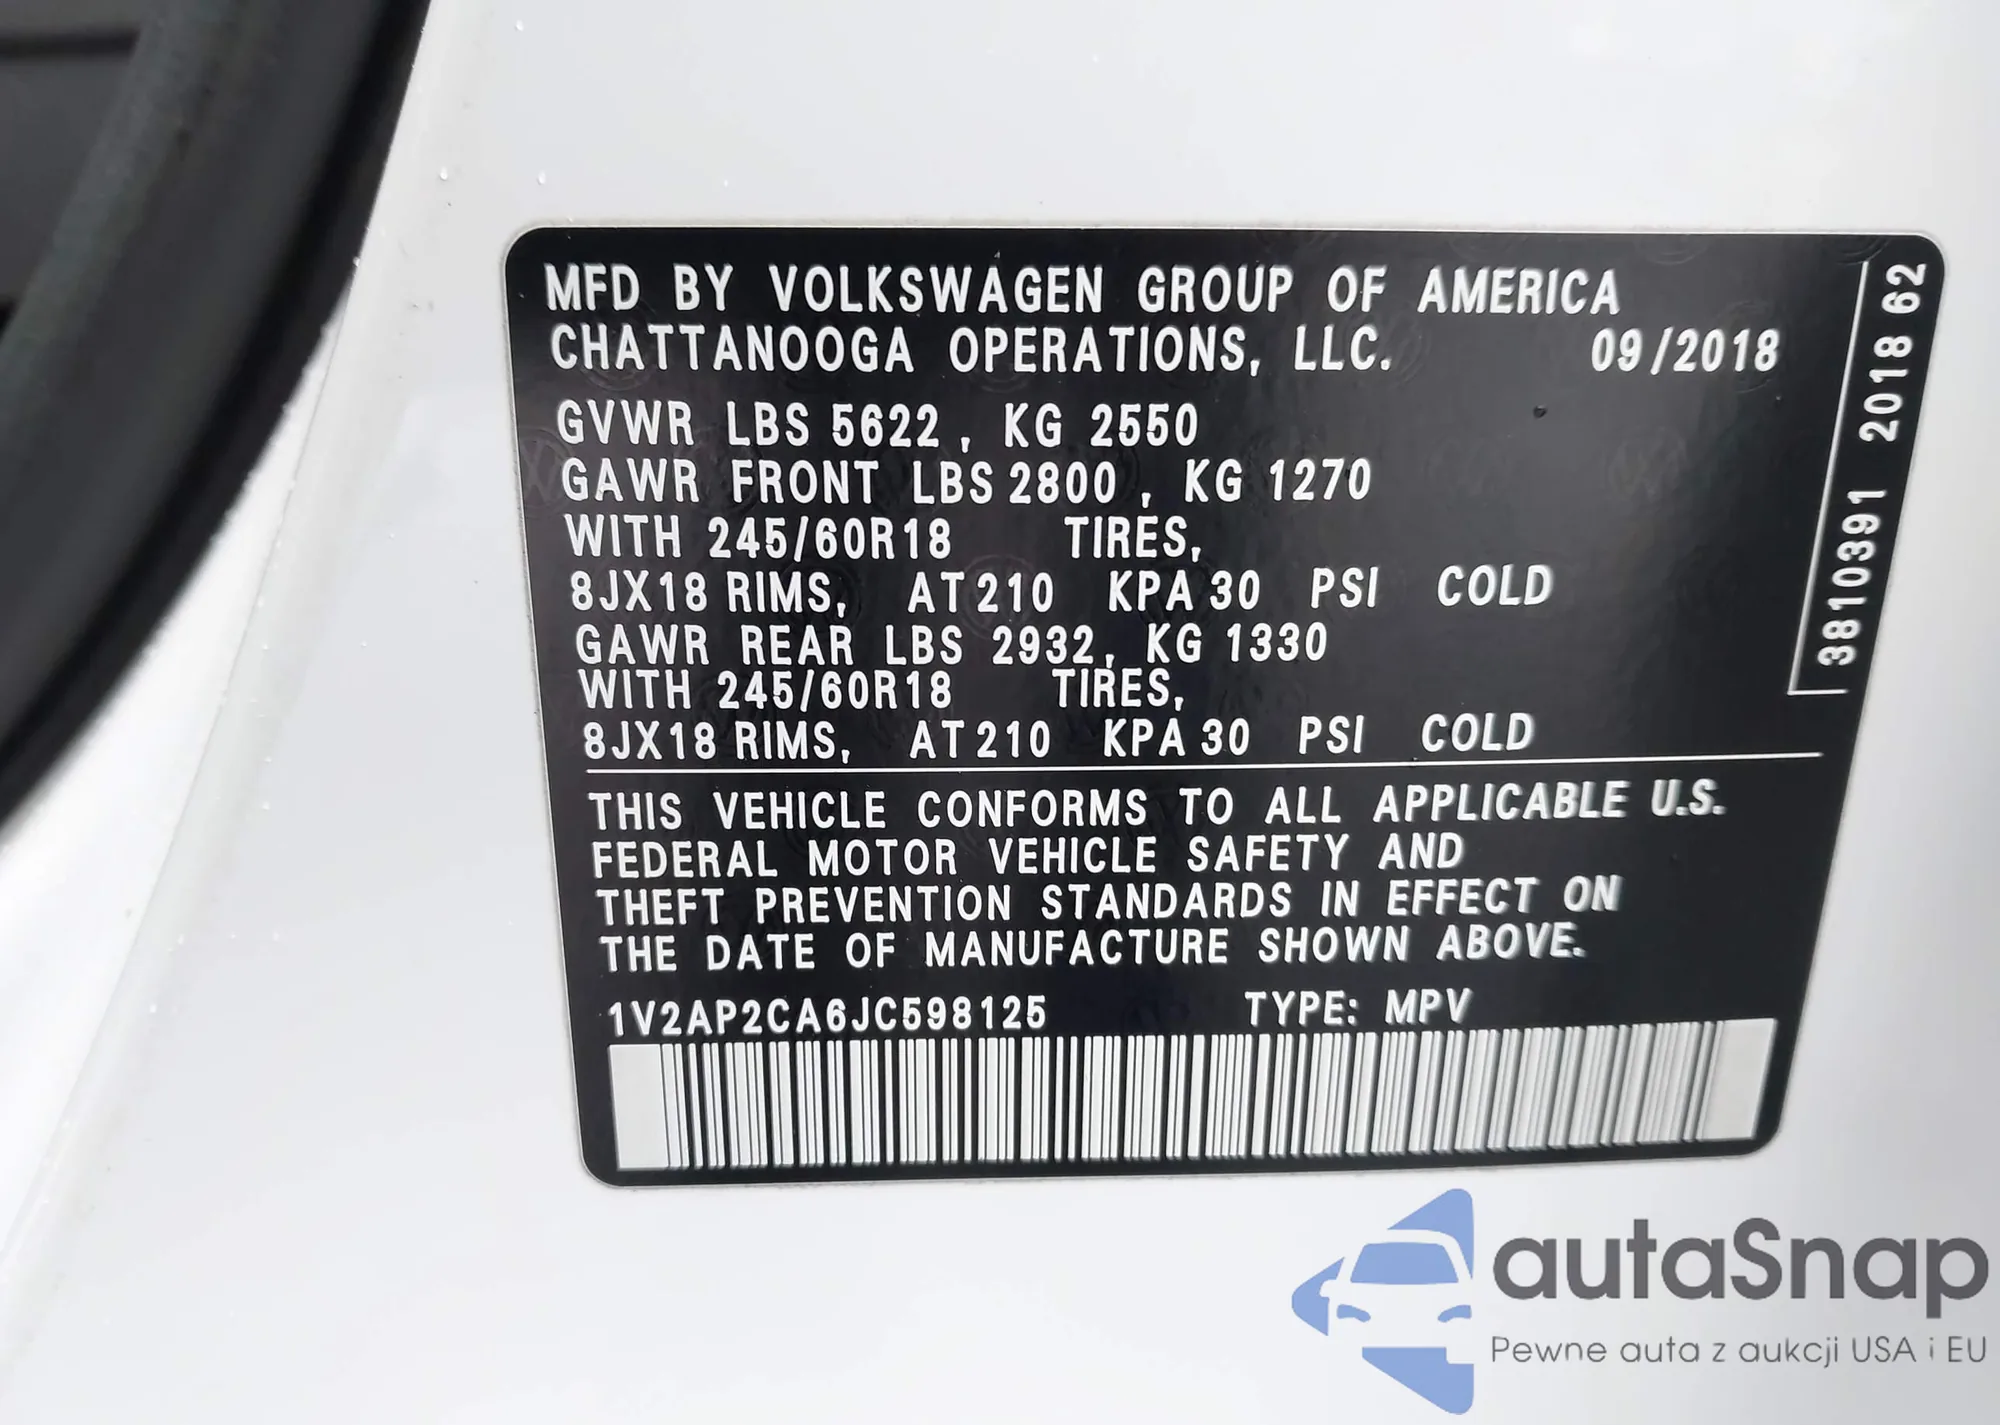 MFD BY VOLKSWAGEN GROUP OF AMERICA
CHATTANOOGA OPERATIONS, LLC. 09/2018
GVWR LBS 5622, KG 2550
GAWR FRONT LBS 2800, KG 1270
WITH 245/60R18 TIRES,
8JX18 RIMS, AT 210 KPA 30 PSI COLD
GAWR REAR LBS 2932, KG 1330
WITH 245/60R18 TIRES,
8JX18 RIMS, AT 210 KPA 30 PSI COLD
THIS VEHICLE CONFORMS TO ALL APPLICABLE U.S.
FEDERAL MOTOR VEHICLE SAFETY AND
THEFT PREVENTION STANDARDS IN EFFECT ON
THE DATE OF MANUFACTURE SHOWN ABOVE.
1V2AP2CA6JC598125 TYPE: MPV
3810391 2018 62
autaSnap
Pewne auta z aukcji USA i EU